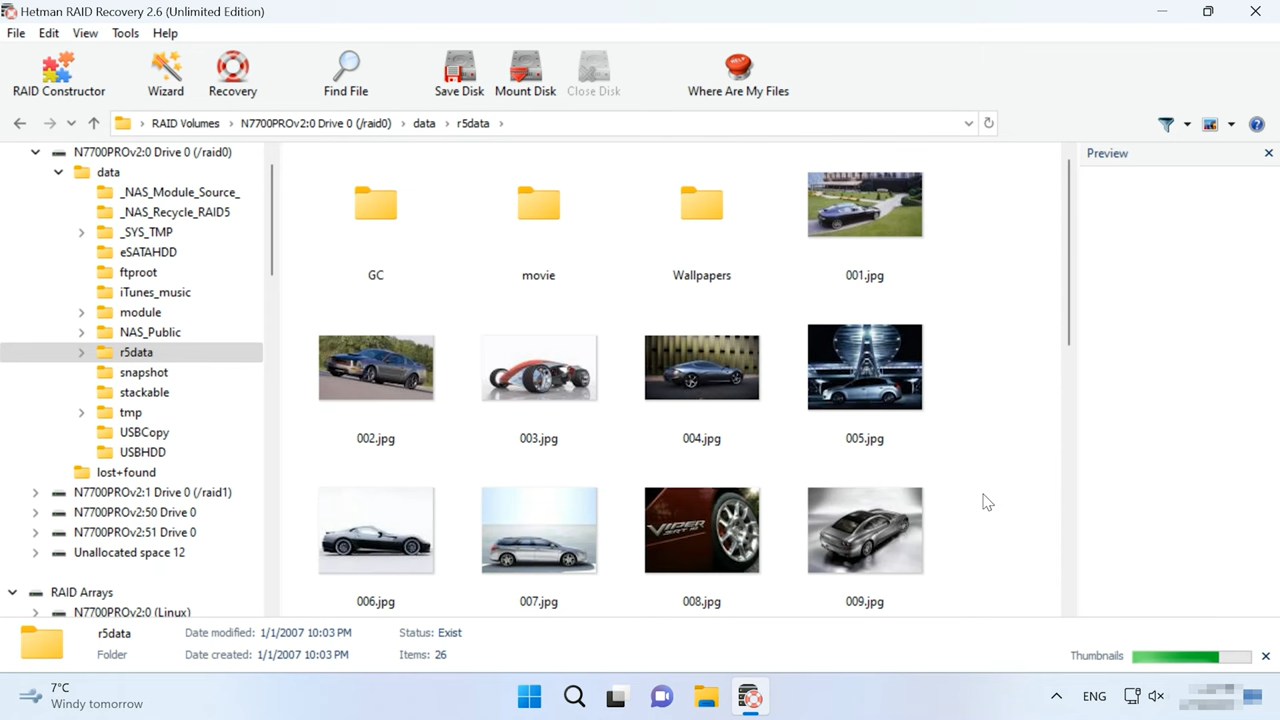 Hetman RAID Recovery 2.6 (Unlimited Edition)
File Edit View Tools Help
RAID Constructor Wizard Recovery Find File Save Disk Mount Disk Close Disk Where Are My Files
RAID Volumes N7700PROv2:0 Drive 0 (/raid0) data r5data
N7700PROv2:0 Drive 0 (/raid0)
data
_NAS_Module_Source_
_NAS_Recycle_RAID5
_SYS_TMP
eSATAHDD
ftproot
iTunes_music
module
NAS_Public
r5data
snapshot
stackable
tmp
USBCopy
USBHDD
lost+found
N7700PROv2:1 Drive 0 (/raid1)
N7700PROv2:50 Drive 0
N7700PROv2:51 Drive 0
Unallocated space 12
RAID Arrays
N7700PROv2:0 (Linux)
GC movie Wallpapers 001.jpg
002.jpg 003.jpg 004.jpg 005.jpg
VIPER
006.jpg 007.jpg 008.jpg 009.jpg
Preview
r5data Date modified: 1/1/2007 10:03 PM Status: Exist
Folder Date created: 1/1/2007 10:03 PM Items: 26
Thumbnails
7°C
Windy tomorrow
ENG